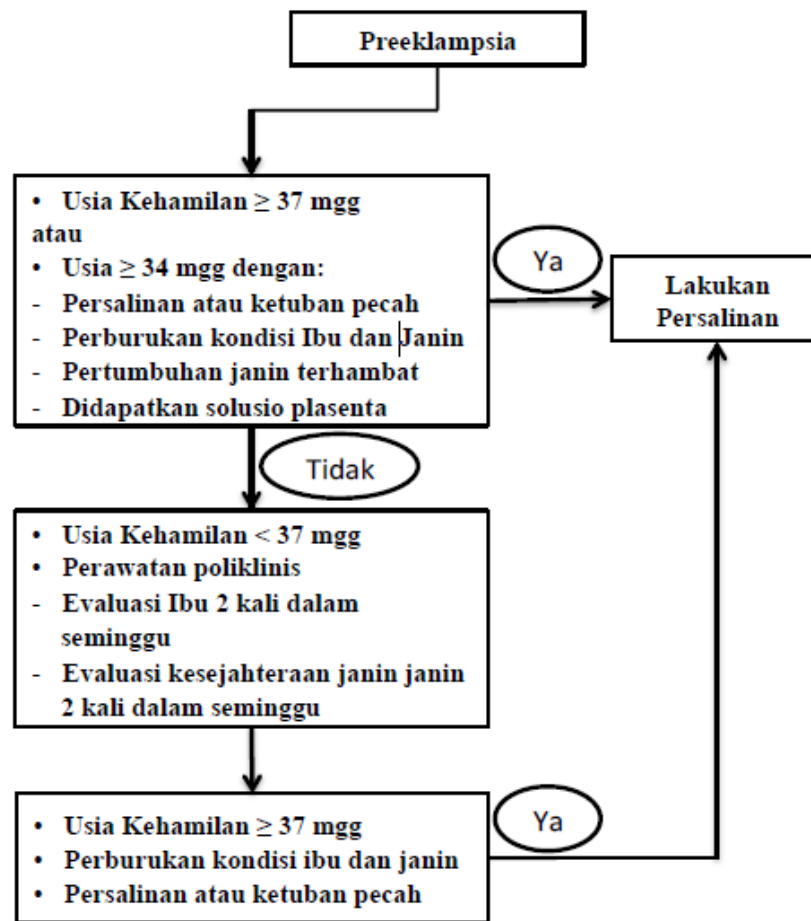 Preeklampsia
• Usia Kehamilan ≥ 37 mgg
atau
• Usia ≥ 34 mgg dengan:
- Persalinan atau ketuban pecah
- Perburukan kondisi Ibu dan Janin
- Pertumbuhan janin terhambat
- Didapatkan solusio plasenta
Ya
Lakukan
Persalinan
Tidak
• Usia Kehamilan < 37 mgg
• Perawatan poliklinis
- Evaluasi Ibu 2 kali dalam
seminggu
- Evaluasi kesejahteraan janin janin
2 kali dalam seminggu
• Usia Kehamilan ≥ 37 mgg
• Perburukan kondisi ibu dan janin
• Persalinan atau ketuban pecah
Ya